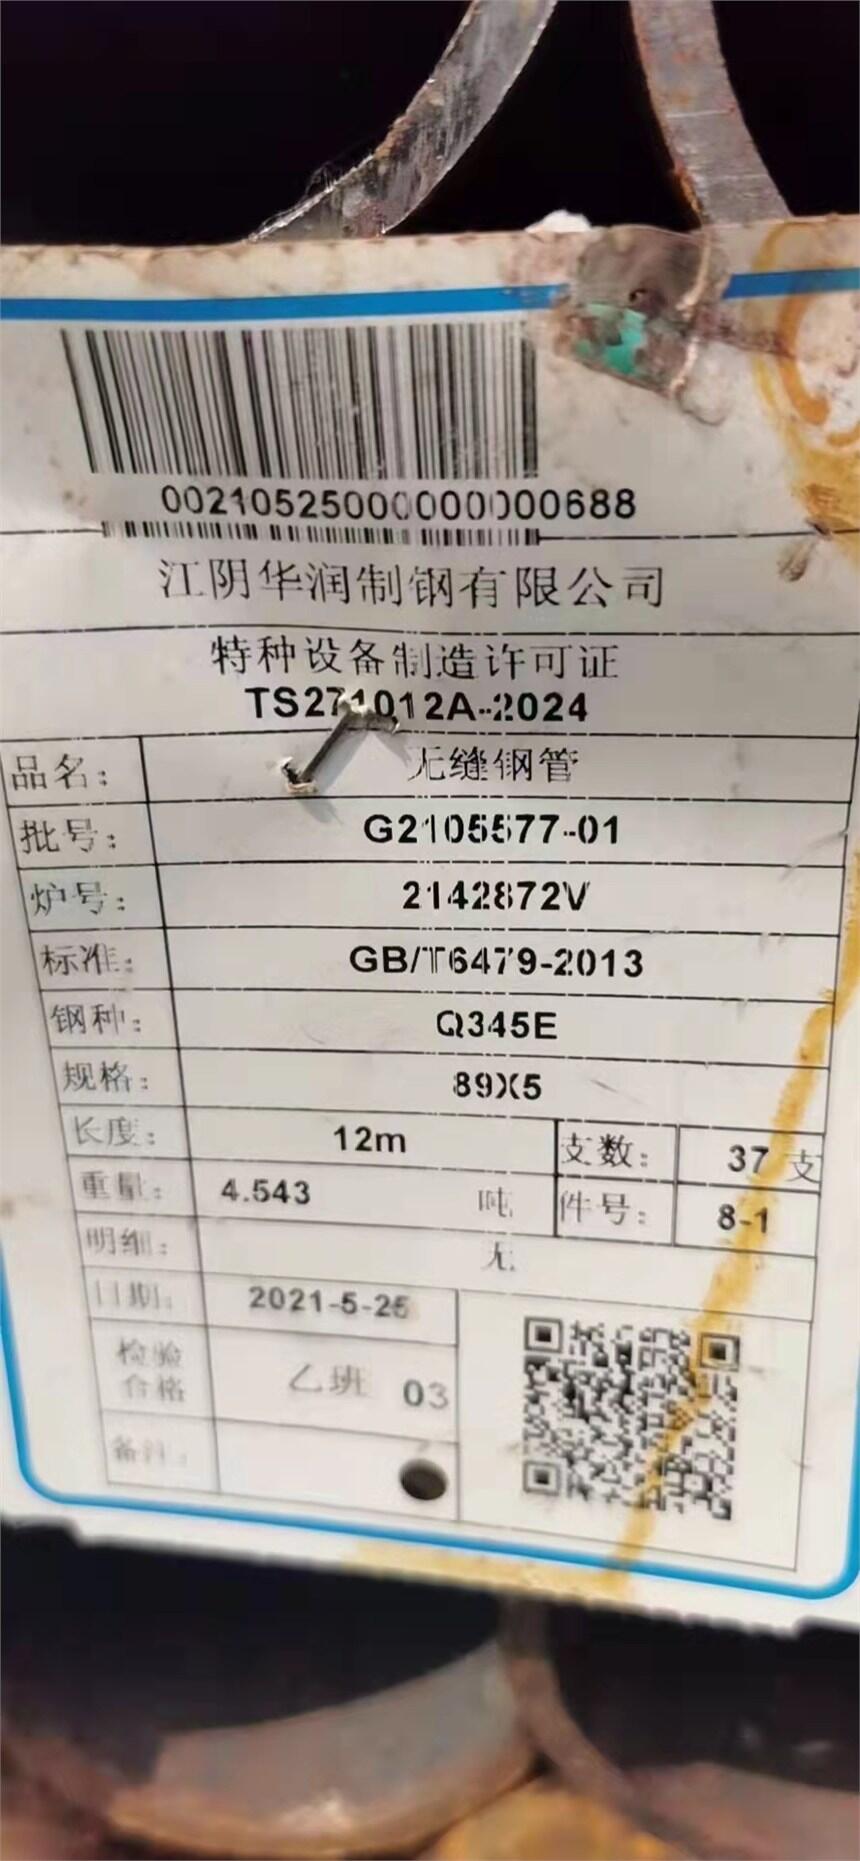 00210525000000000688
江阴华润制钢有限公司
特种设备制造许可证
TS271012A-2024
品名： 无缝钢管
批号： G2105577-01
炉号： 2142872V
标准： GB/T6479-2013
钢种： Q345E
规格： 89X5
长度： 12m 支数： 37 支
重量： 4.543 吨 件号： 8-1
明细： 无
日期： 2021-5-25
检验合格 乙班 03